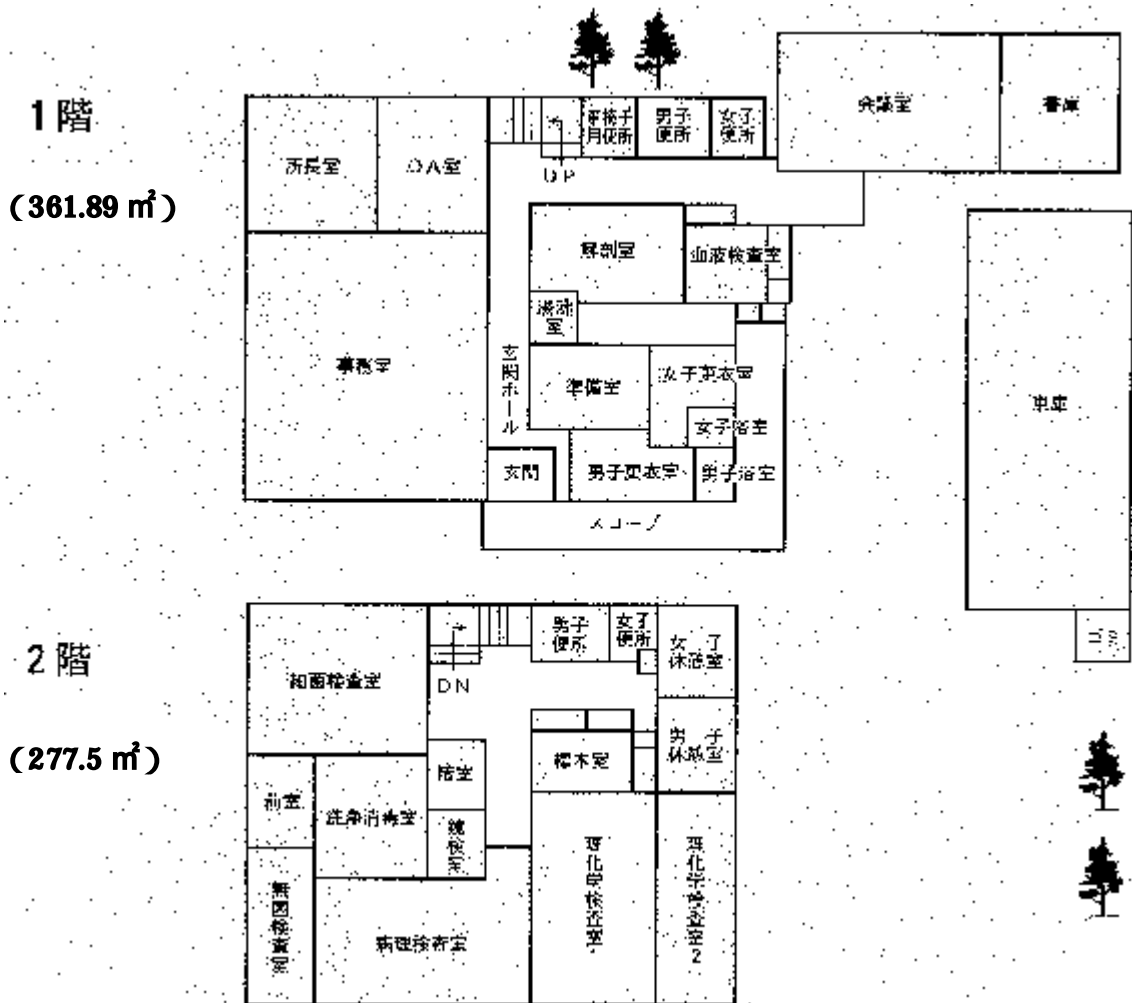 1階
(361.89 ㎡)
所長室
OA室
UP
車椅子
用便所
男子
便所
女子
便所
会議室
書庫
解剖室
血液検査室
事務室
玄関ホール
準備室
女子更衣室
女子浴室
玄関
男子更衣室
男子浴室
スロープ
車庫
2階
(277.5 ㎡)
細菌検査室
DN
男子
便所
女子
便所
女 子
休憩室
男 子
休憩室
標本室
前室
洗浄消毒室
暗室
鏡検室
無菌検査室
病理検査室
理化学検査室1
理化学検査室2